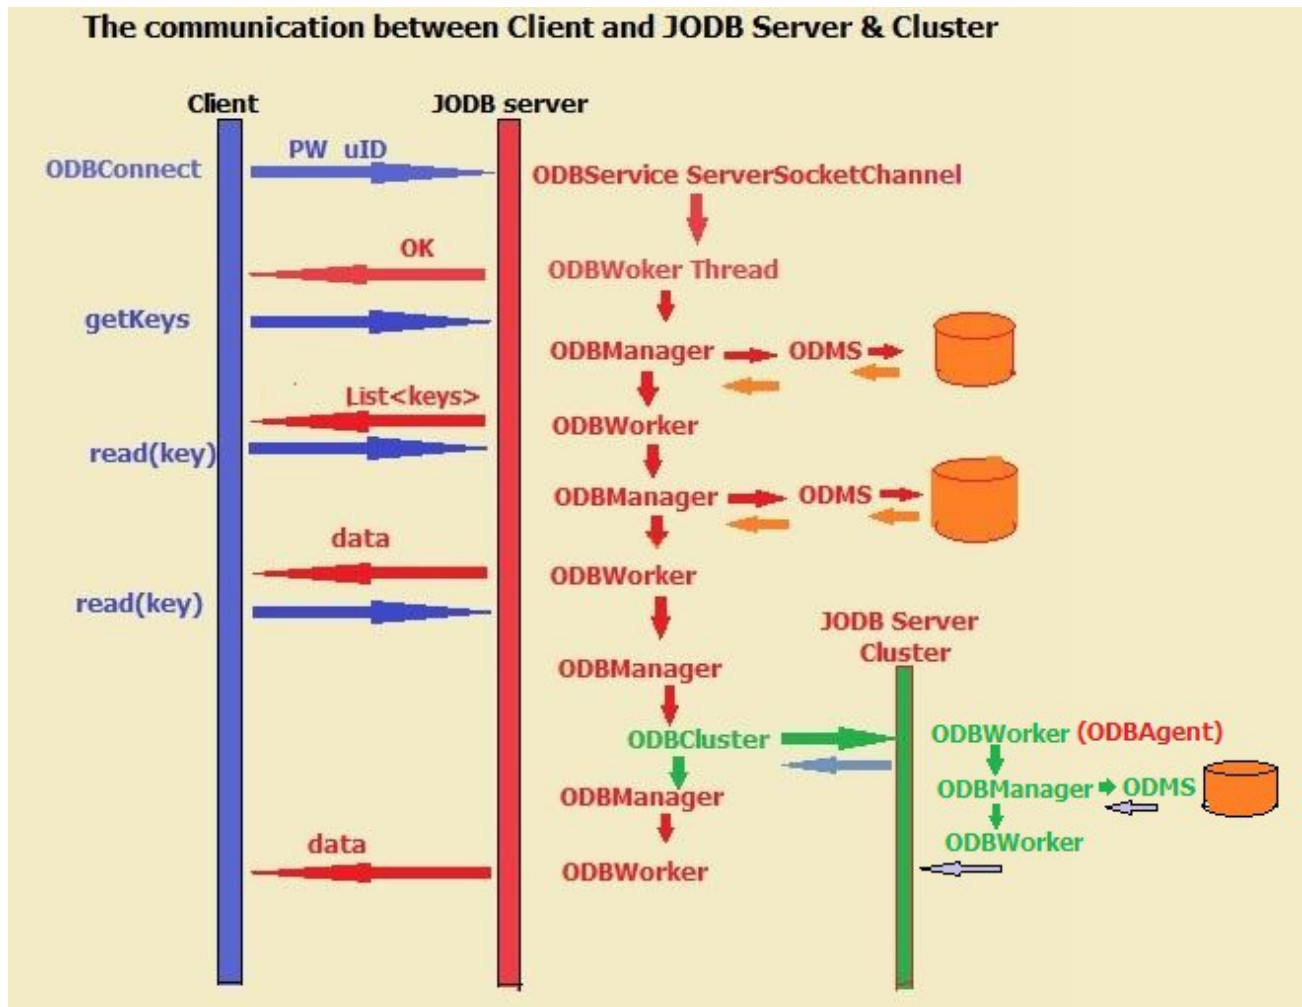 The communication between Client and JODB Server & Cluster
Client
JODB server
PW uID
ODBConnect
ODBService ServerSocketChannel
OK
ODBWoker Thread
getKeys
ODBManager
ODMS
List<keys>
ODBWorker
read(key)
ODBManager
ODMS
data
ODBWorker
read(key)
JODB Server
Cluster
ODBManager
ODBCluster
ODBWorker (ODBAgent)
ODBManager
ODMS
ODBManager
ODBWorker
data
ODBWorker